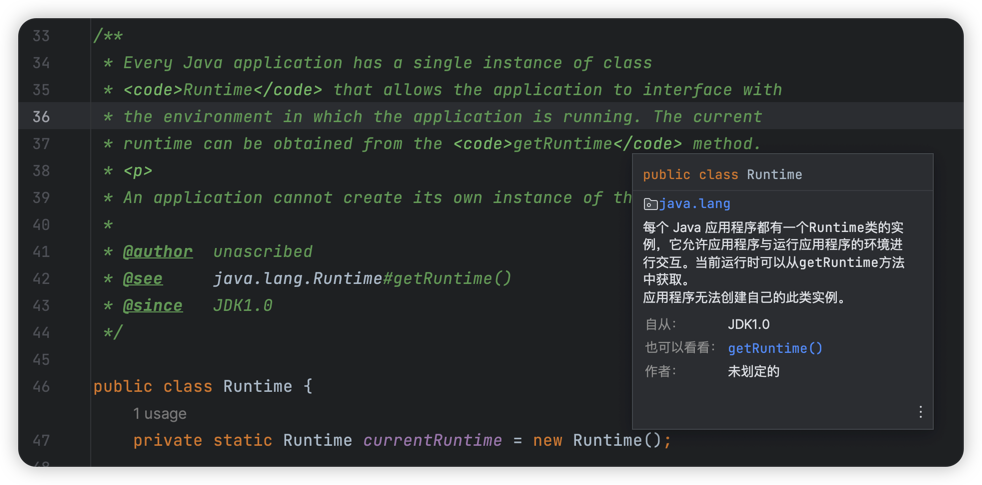 33 /**
34 * Every Java application has a single instance of class
35 * <code>Runtime</code> that allows the application to interface with
36 * the environment in which the application is running. The current
37 * runtime can be obtained from the <code>getRuntime</code> method.
38 * <p>
39 * An application cannot create its own instance of th
40 *
41 * @author unascribed
42 * @see java.lang.Runtime#getRuntime()
43 * @since JDK1.0
44 */
45
46 public class Runtime {
1 usage
47 private static Runtime currentRuntime = new Runtime();
public class Runtime
java.lang
每个 Java 应用程序都有一个Runtime类的实
例，它允许应用程序与运行应用程序的环境进
行交互。当前运行时可以从getRuntime方法
中获取。
应用程序无法创建自己的此类实例。
自从： JDK1.0
也可以看看： getRuntime()
作者： 未划定的